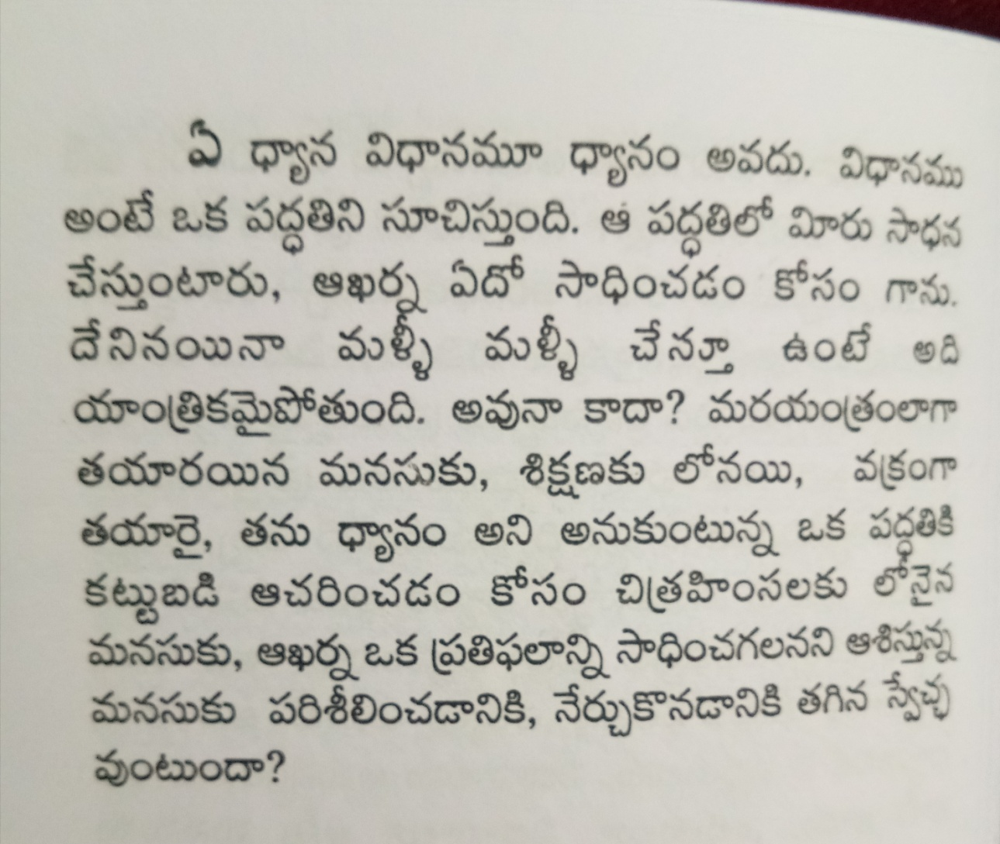 ఏ ధ్యాన విధానమూ ధ్యానం అవదు. విధానము
అంటే ఒక పద్ధతిని సూచిస్తుంది. ఆ పద్ధతిలో మీరు సాధన
చేస్తుంటారు, ఆఖర్న ఏదో సాధించడం కోసం గాను.
దేనినయినా మళ్ళీ మళ్ళీ చేస్తూ ఉంటే అది
యాంత్రికమైపోతుంది. అవునా కాదా? మరయంత్రంలాగా
తయారయిన మనసుకు, శిక్షణకు లోనయి, వక్రంగా
తయారై, తను ధ్యానం అని అనుకుంటున్న ఒక పద్ధతికి
కట్టుబడి ఆచరించడం కోసం చిత్రహింసలకు లోనైన
మనసుకు, ఆఖర్న ఒక ప్రతిఫలాన్ని సాధించగలనని ఆశిస్తున్న
మనసుకు పరిశీలించడానికి, నేర్చుకొనడానికి తగిన స్వేచ్ఛ
వుంటుందా?